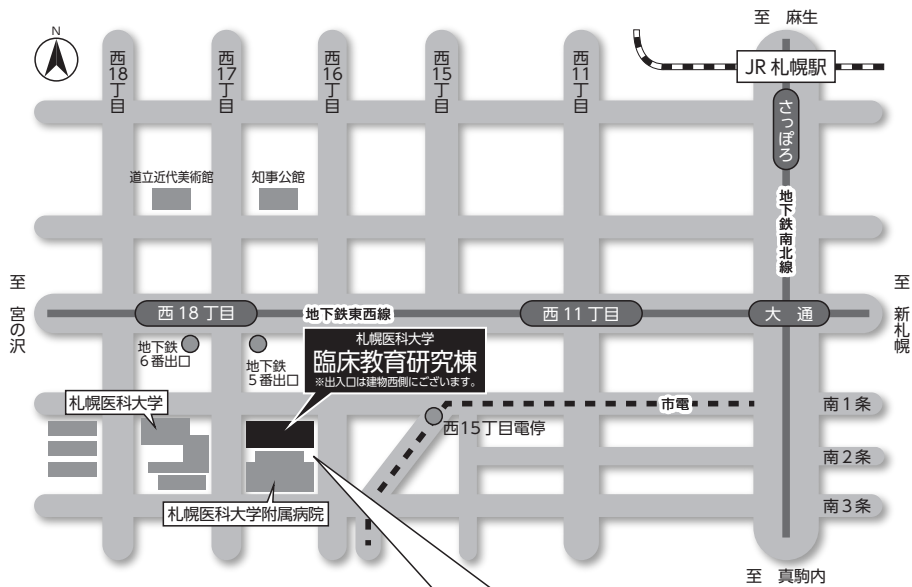 至 麻生
N
西18丁目
西17丁目
西16丁目
西15丁目
西11丁目
JR 札幌駅
さっぽろ
道立近代美術館
知事公館
地下鉄南北線
至 宮の沢
至 新札幌
西18丁目
地下鉄東西線
西11丁目
大通
地下鉄
6番出口
地下鉄
5番出口
札幌医科大学
臨床教育研究棟
※出入口は建物西側にございます。
札幌医科大学
市電
南1条
西15丁目電停
南2条
札幌医科大学附属病院
南3条
至 真駒内